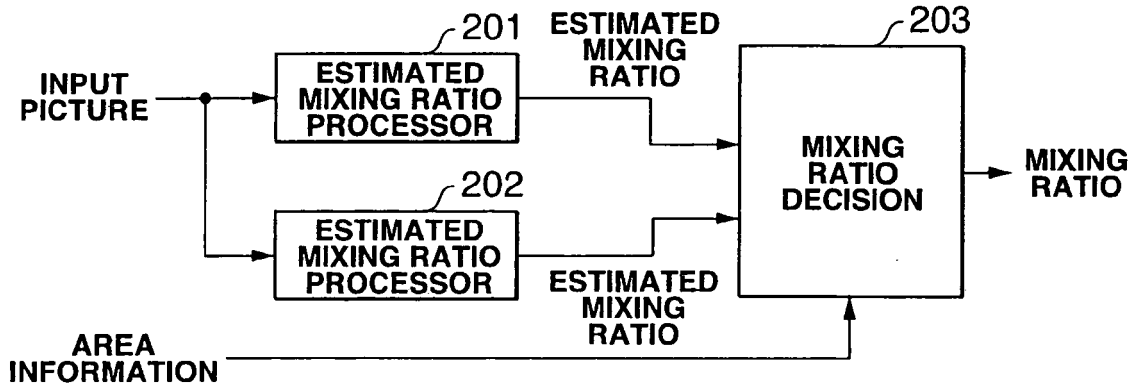 201
ESTIMATED
MIXING
RATIO
203
INPUT
PICTURE
ESTIMATED
MIXING RATIO
PROCESSOR
MIXING
RATIO
DECISION
MIXING
RATIO
202
ESTIMATED
MIXING RATIO
PROCESSOR
ESTIMATED
MIXING
RATIO
AREA
INFORMATION